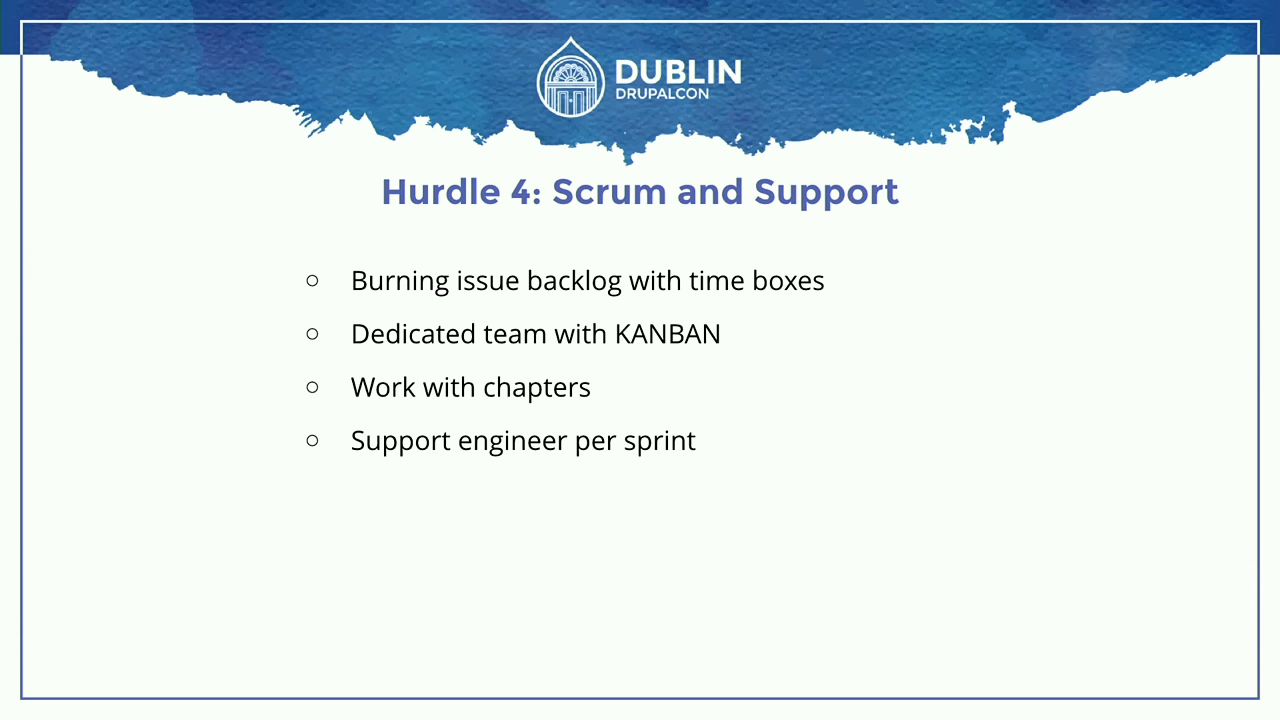 DUBLIN
DRUPALCON
Hurdle 4: Scrum and Support
Burning issue backlog with time boxes
Dedicated team with KANBAN
Work with chapters
Support engineer per sprint